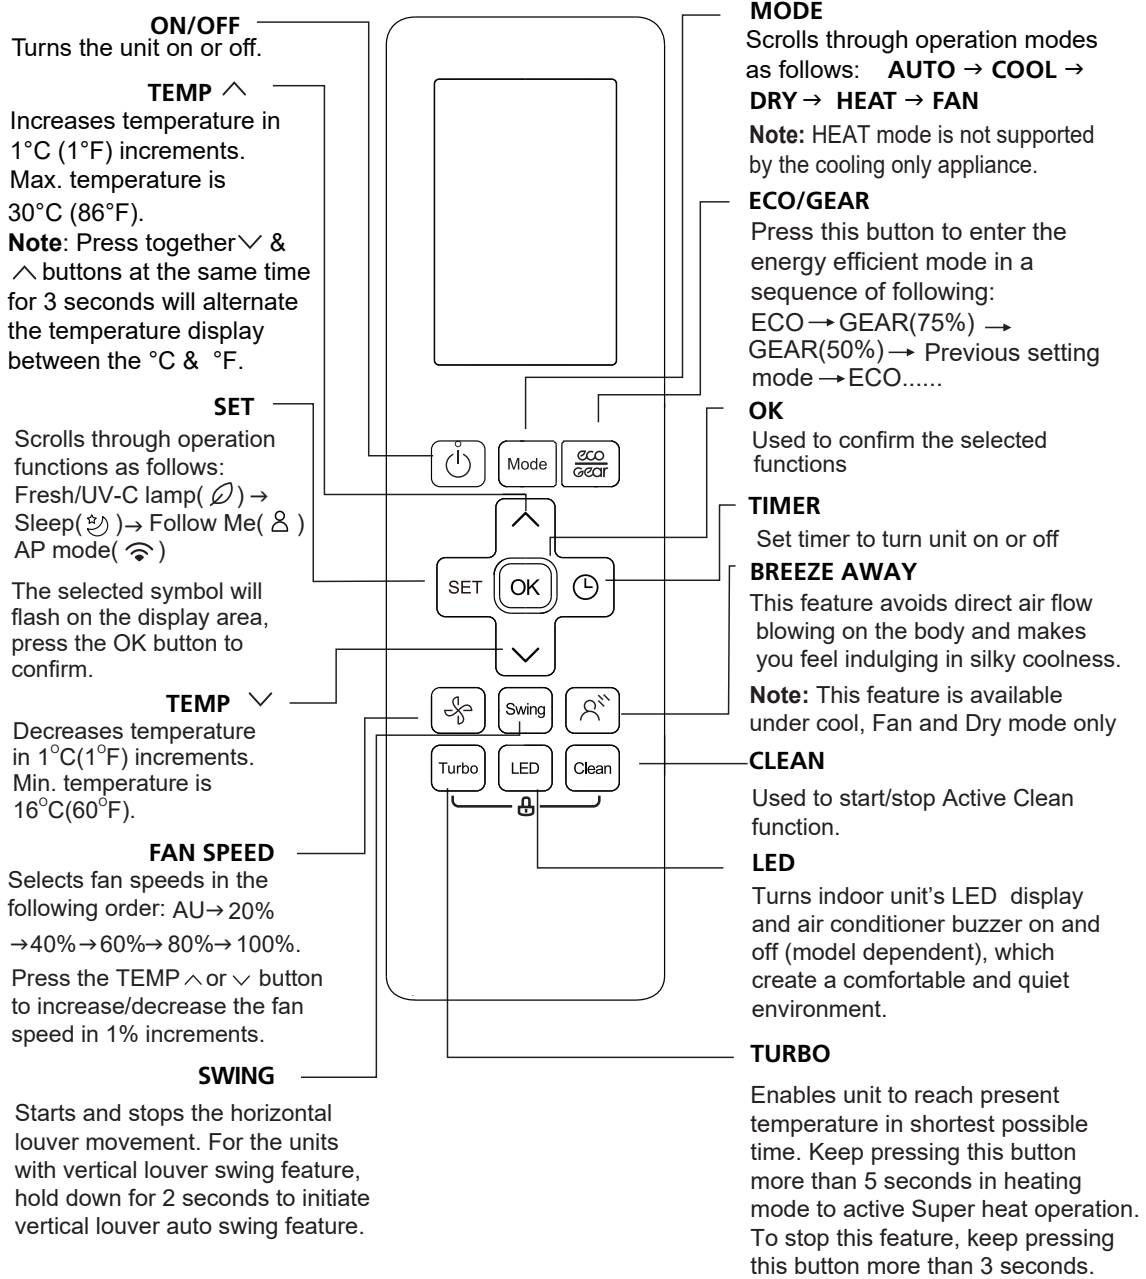 ON/OFF
Turns the unit on or off.
TEMP ︿
Increases temperature in
1°C (1°F) increments.
Max. temperature is
30°C (86°F).
Note: Press together ﹀ &
︿ buttons at the same time
for 3 seconds will alternate
the temperature display
between the °C & °F.
SET
Scrolls through operation
functions as follows:
Fresh/UV-C lamp( ) →
Sleep( ) → Follow Me( )
AP mode( )
The selected symbol will
flash on the display area,
press the OK button to
confirm.
TEMP ﹀
Decreases temperature
in 1°C(1°F) increments.
Min. temperature is
16°C(60°F).
FAN SPEED
Selects fan speeds in the
following order: AU→20%
→40%→60%→80%→100%.
Press the TEMP ︿ or ﹀ button
to increase/decrease the fan
speed in 1% increments.
SWING
Starts and stops the horizontal
louver movement. For the units
with vertical louver swing feature,
hold down for 2 seconds to initiate
vertical louver auto swing feature.
Mode
eco
Gear
SET
OK
Swing
Turbo
LED
Clean
MODE
Scrolls through operation modes
as follows: AUTO → COOL →
DRY → HEAT → FAN
Note: HEAT mode is not supported
by the cooling only appliance.
ECO/GEAR
Press this button to enter the
energy efficient mode in a
sequence of following:
ECO → GEAR(75%) →
GEAR(50%) → Previous setting
mode → ECO......
OK
Used to confirm the selected
functions
TIMER
Set timer to turn unit on or off
BREEZE AWAY
This feature avoids direct air flow
blowing on the body and makes
you feel indulging in silky coolness.
Note: This feature is available
under cool, Fan and Dry mode only
CLEAN
Used to start/stop Active Clean
function.
LED
Turns indoor unit's LED display
and air conditioner buzzer on and
off (model dependent), which
create a comfortable and quiet
environment.
TURBO
Enables unit to reach present
temperature in shortest possible
time. Keep pressing this button
more than 5 seconds in heating
mode to active Super heat operation.
To stop this feature, keep pressing
this button more than 3 seconds.